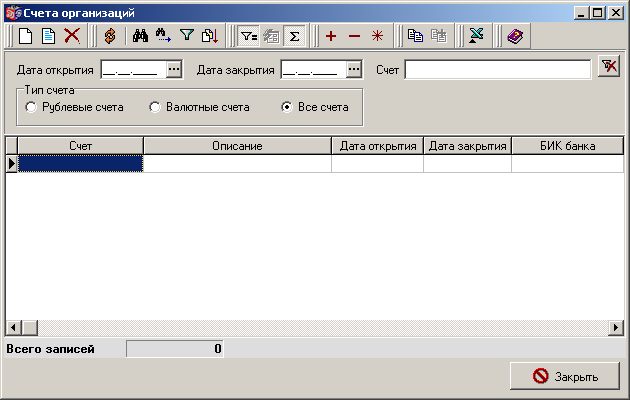 Счета организаций
Дата открытия __.__.____ ... Дата закрытия __.__.____ ... Счет
Тип счета
Рублевые счета Валютные счета Все счета
Счет Описание Дата открытия Дата закрытия БИК банка
Всего записей 0
Закрыть